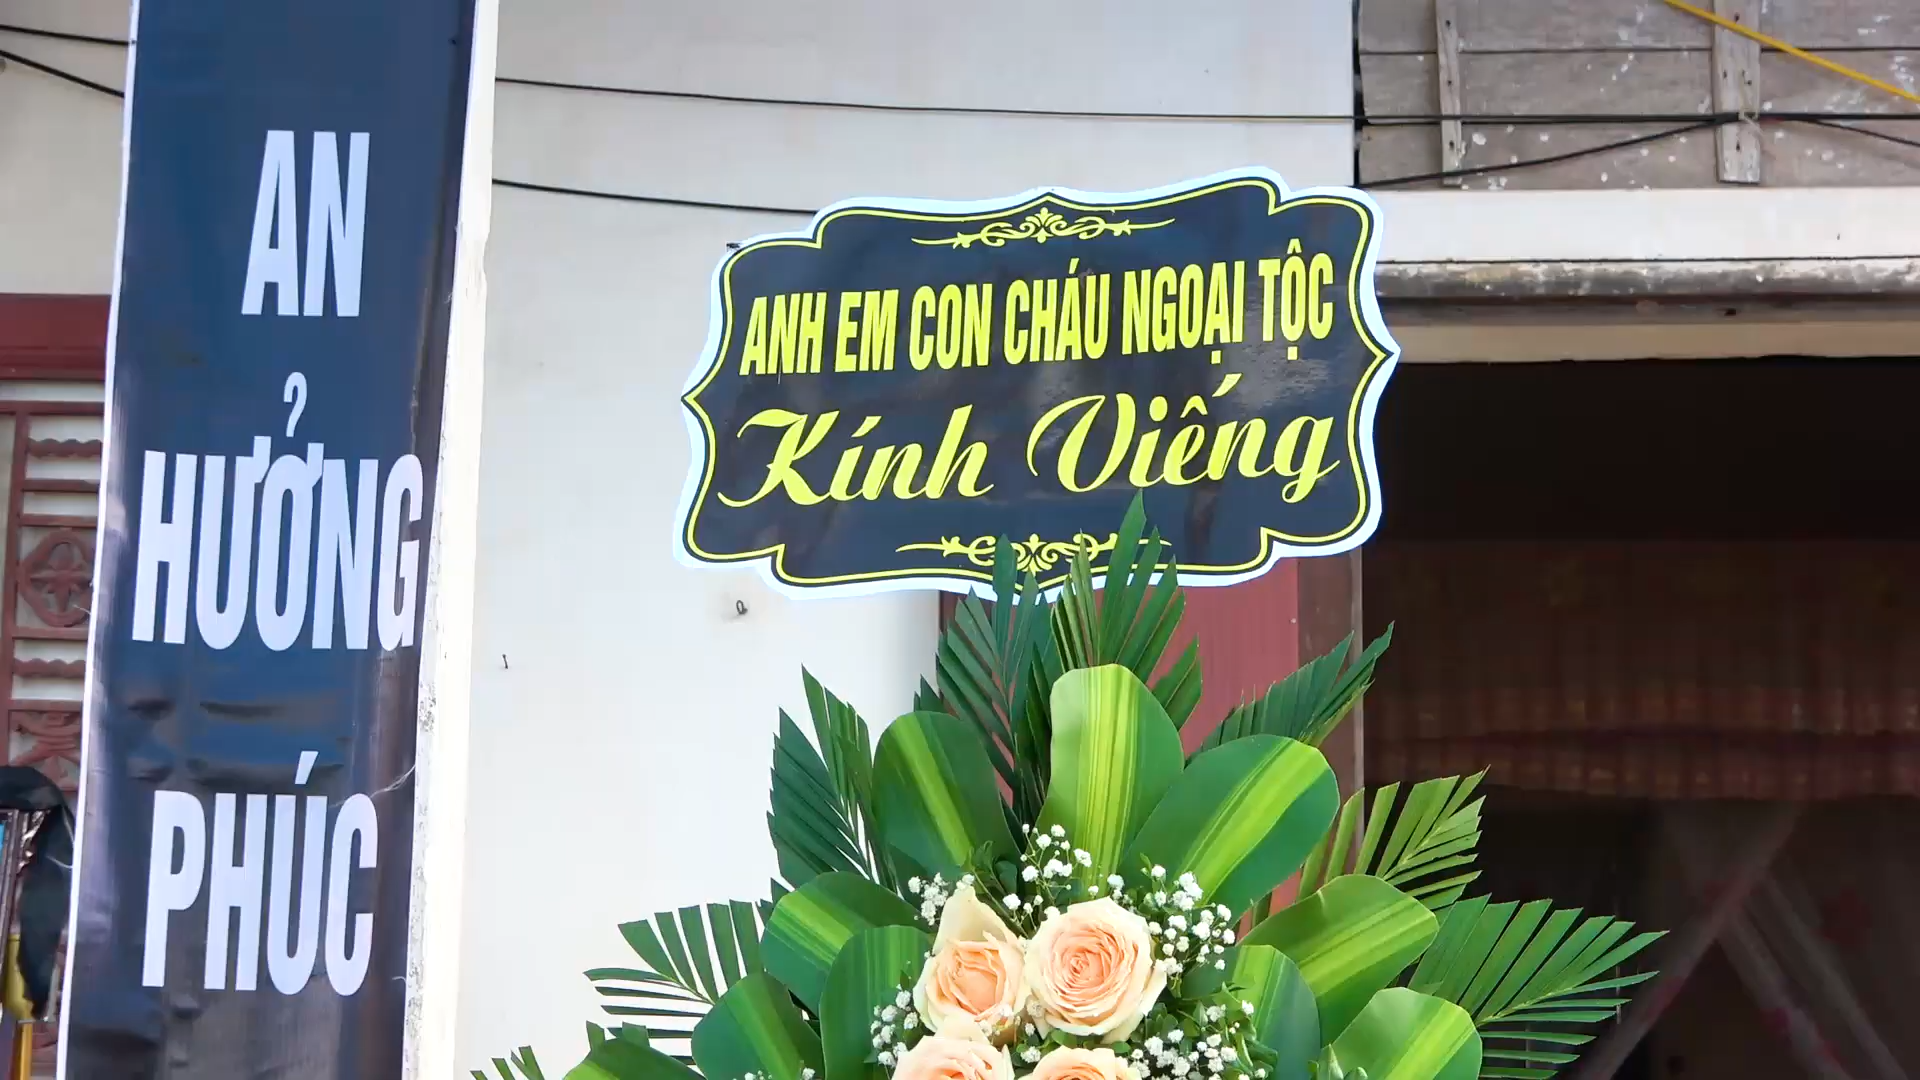 AN
HƯỞNG
PHÚC
ANH EM CON CHÁU NGOẠI TỘC
Kính Viếng